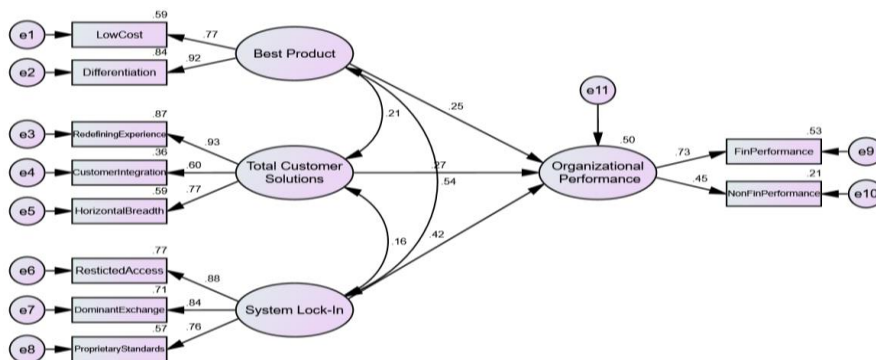 .59
e1
LowCost
.77
Best Product
.84
e2
Differentiation
.92
e11
.25
.21
.87
e3
RedefiningExperience
.93
.50
.53
.36
.73
FinPerformance
e9
e4
CustomerIntegration
.60
Total Customer
Solutions
.27
.54
Organizational
Performance
.59
.77
.45
.21
e5
HorizontalBreadth
NonFinPerformance
e10
.16
.42
.77
e6
RestictedAccess
.88
.71
e7
DominantExchange
.84
System Lock-In
.57
.76
e8
ProprietaryStandards